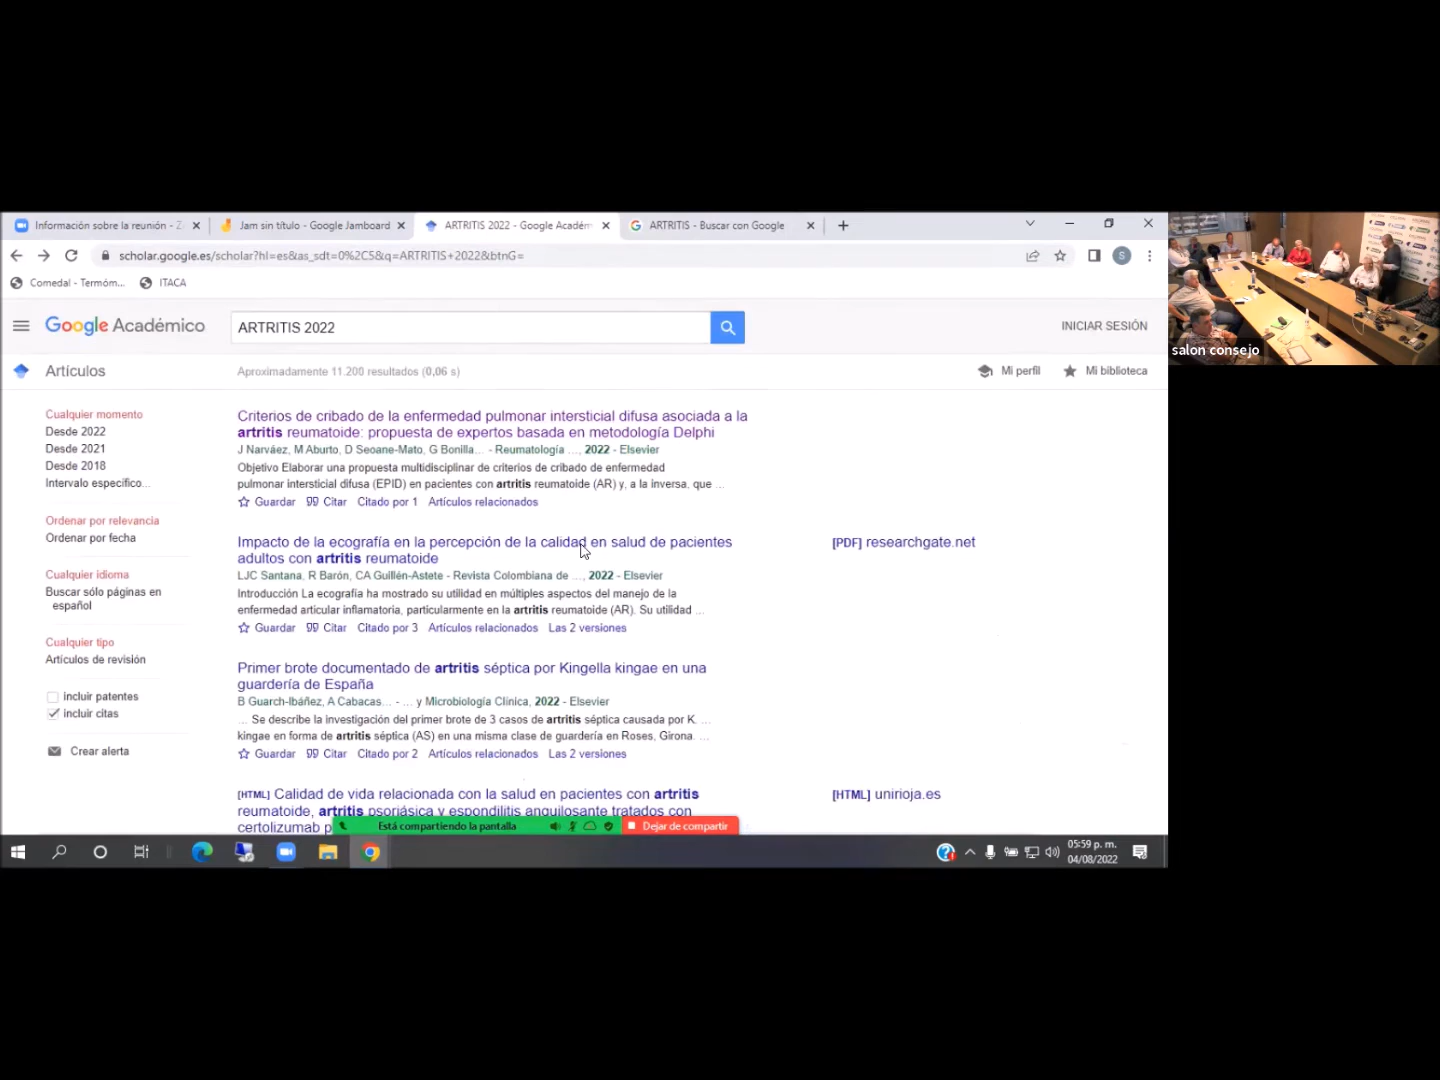 Información sobre la reunión - Z
Jam sin título - Google Jamboard
ARTRITIS 2022 - Google Académ
ARTRITIS - Buscar con Google
scholar.google.es/scholar?hl=es&as_sdt=0%2C5&q=ARTRITIS+2022&btnG=
S
Comedal - Termóm...
ITACA
Google Académico
ARTRITIS 2022
INICIAR SESIÓN
Artículos
Aproximadamente 11.200 resultados (0,06 s)
Mi perfil
Mi biblioteca
Cualquier momento
Desde 2022
Desde 2021
Desde 2018
Intervalo específico...
Ordenar por relevancia
Ordenar por fecha
Cualquier idioma
Buscar sólo páginas en
español
Cualquier tipo
Artículos de revisión
incluir patentes
incluir citas
Crear alerta
Criterios de cribado de la enfermedad pulmonar intersticial difusa asociada a la
artritis reumatoide: propuesta de expertos basada en metodología Delphi
J Narváez, M Aburto, D Seoane-Mato, G Bonilla... - Reumatología ..., 2022 - Elsevier
Objetivo Elaborar una propuesta multidisciplinar de criterios de cribado de enfermedad
pulmonar intersticial difusa (EPID) en pacientes con artritis reumatoide (AR) y, a la inversa, que ...
Guardar Citar Citado por 1 Artículos relacionados
Impacto de la ecografía en la percepción de la calidad en salud de pacientes
adultos con artritis reumatoide
LJC Santana, R Barón, CA Guillén-Astete - Revista Colombiana de ..., 2022 - Elsevier
Introducción La ecografía ha mostrado su utilidad en múltiples aspectos del manejo de la
enfermedad articular inflamatoria, particularmente en la artritis reumatoide (AR). Su utilidad ...
Guardar Citar Citado por 3 Artículos relacionados Las 2 versiones
[PDF] researchgate.net
Primer brote documentado de artritis séptica por Kingella kingae en una
guardería de España
B Guarch-Ibáñez, A Cabacas... - ... y Microbiología Clínica, 2022 - Elsevier
... Se describe la investigación del primer brote de 3 casos de artritis séptica causada por K. ...
kingae en forma de artritis séptica (AS) en una misma clase de guardería en Roses, Girona. ...
Guardar Citar Citado por 2 Artículos relacionados Las 2 versiones
[HTML] Calidad de vida relacionada con la salud en pacientes con artritis
reumatoide, artritis psoriásica y espondilitis anquilosante tratados con
certolizumab p
[HTML] unirioja.es
Está compartiendo la pantalla
Dejar de compartir
05:59 p. m.
04/08/2022
salon consejo